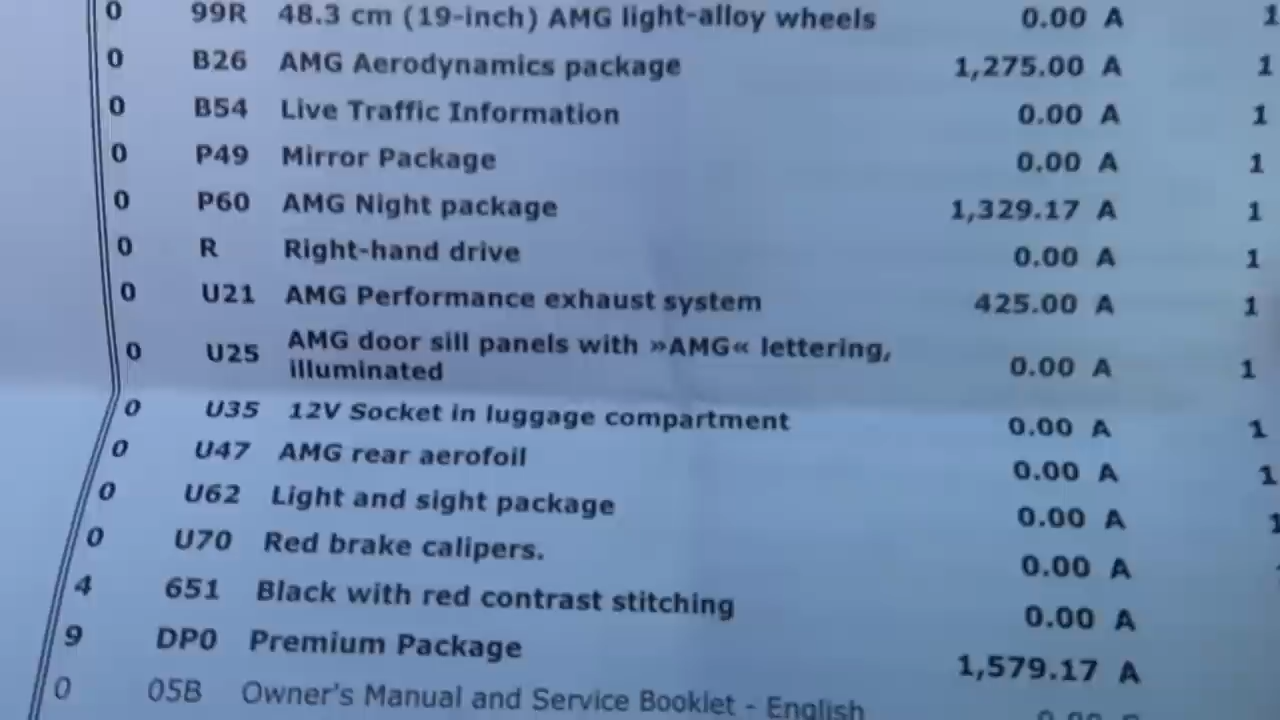 0 99R 48.3 cm (19-inch) AMG light-alloy wheels 0.00 A 1
0 B26 AMG Aerodynamics package 1,275.00 A 1
0 B54 Live Traffic Information 0.00 A 1
0 P49 Mirror Package 0.00 A 1
0 P60 AMG Night package 1,329.17 A 1
0 R Right-hand drive 0.00 A 1
0 U21 AMG Performance exhaust system 425.00 A 1
0 U25 AMG door sill panels with »AMG« lettering, 0.00 A 1
illuminated
0 U35 12V Socket in luggage compartment 0.00 A 1
0 U47 AMG rear aerofoil 0.00 A 1
0 U62 Light and sight package 0.00 A 1
0 U70 Red brake calipers. 0.00 A
4 651 Black with red contrast stitching 0.00 A
9 DP0 Premium Package 1,579.17 A
0 05B Owner's Manual and Service Booklet - English